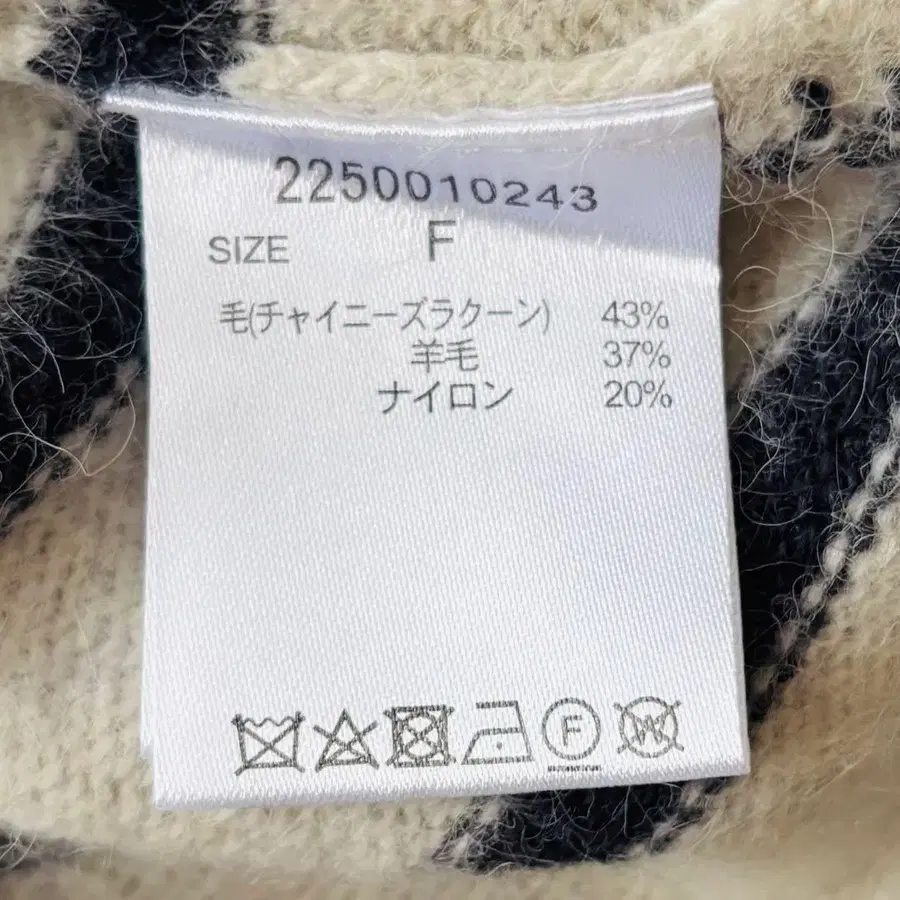 2250010243
SIZE F
毛(チャイニーズラクーン) 43%
羊毛 37%
ナイロン 20%
F W